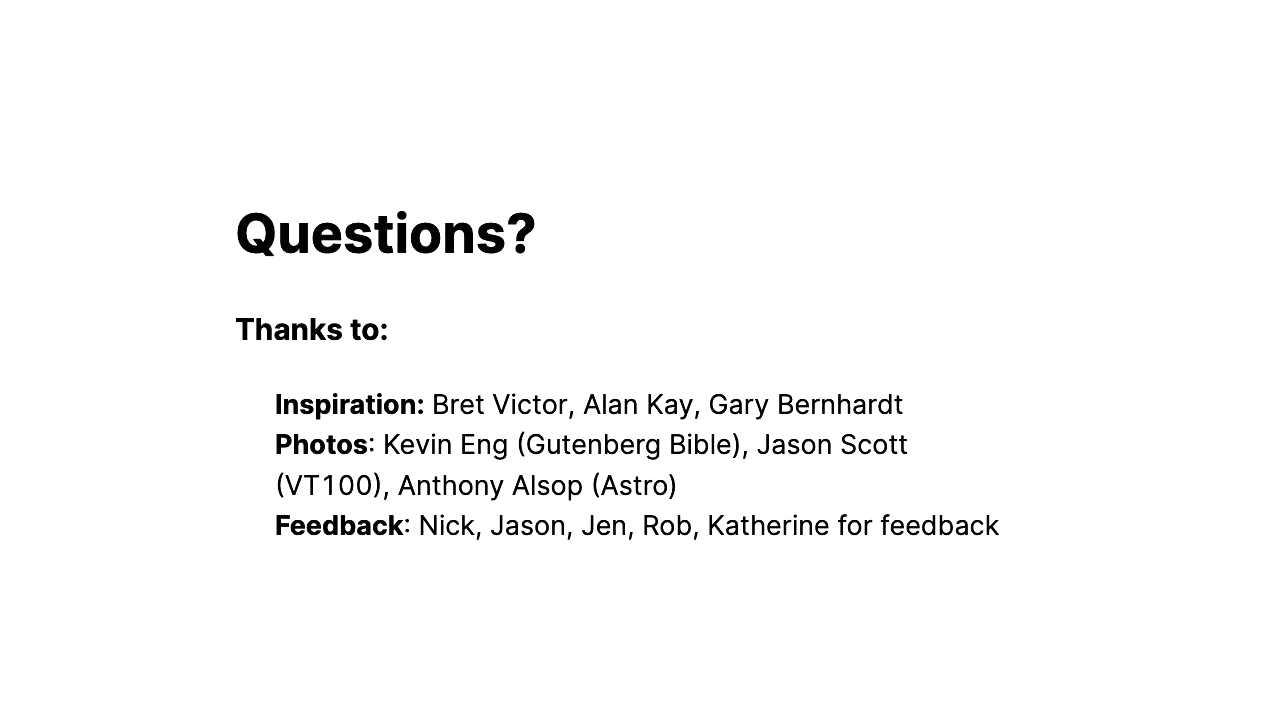 Questions?
Thanks to:
Inspiration: Bret Victor, Alan Kay, Gary Bernhardt
Photos: Kevin Eng (Gutenberg Bible), Jason Scott
(VT100), Anthony Alsop (Astro)
Feedback: Nick, Jason, Jen, Rob, Katherine for feedback